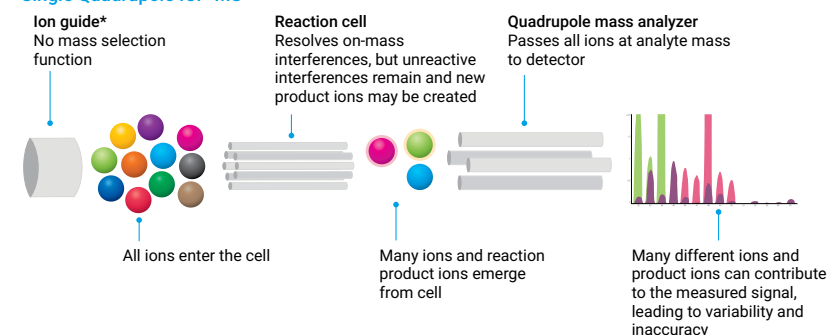 Ion guide*
No mass selection
function
Reaction cell
Resolves on-mass
interferences, but unreactive
interferences remain and new
product ions may be created
Quadrupole mass analyzer
Passes all ions at analyte mass
to detector
All ions enter the cell
Many ions and reaction
product ions emerge
from cell
Many different ions and
product ions can contribute
to the measured signal,
leading to variability and
inaccuracy